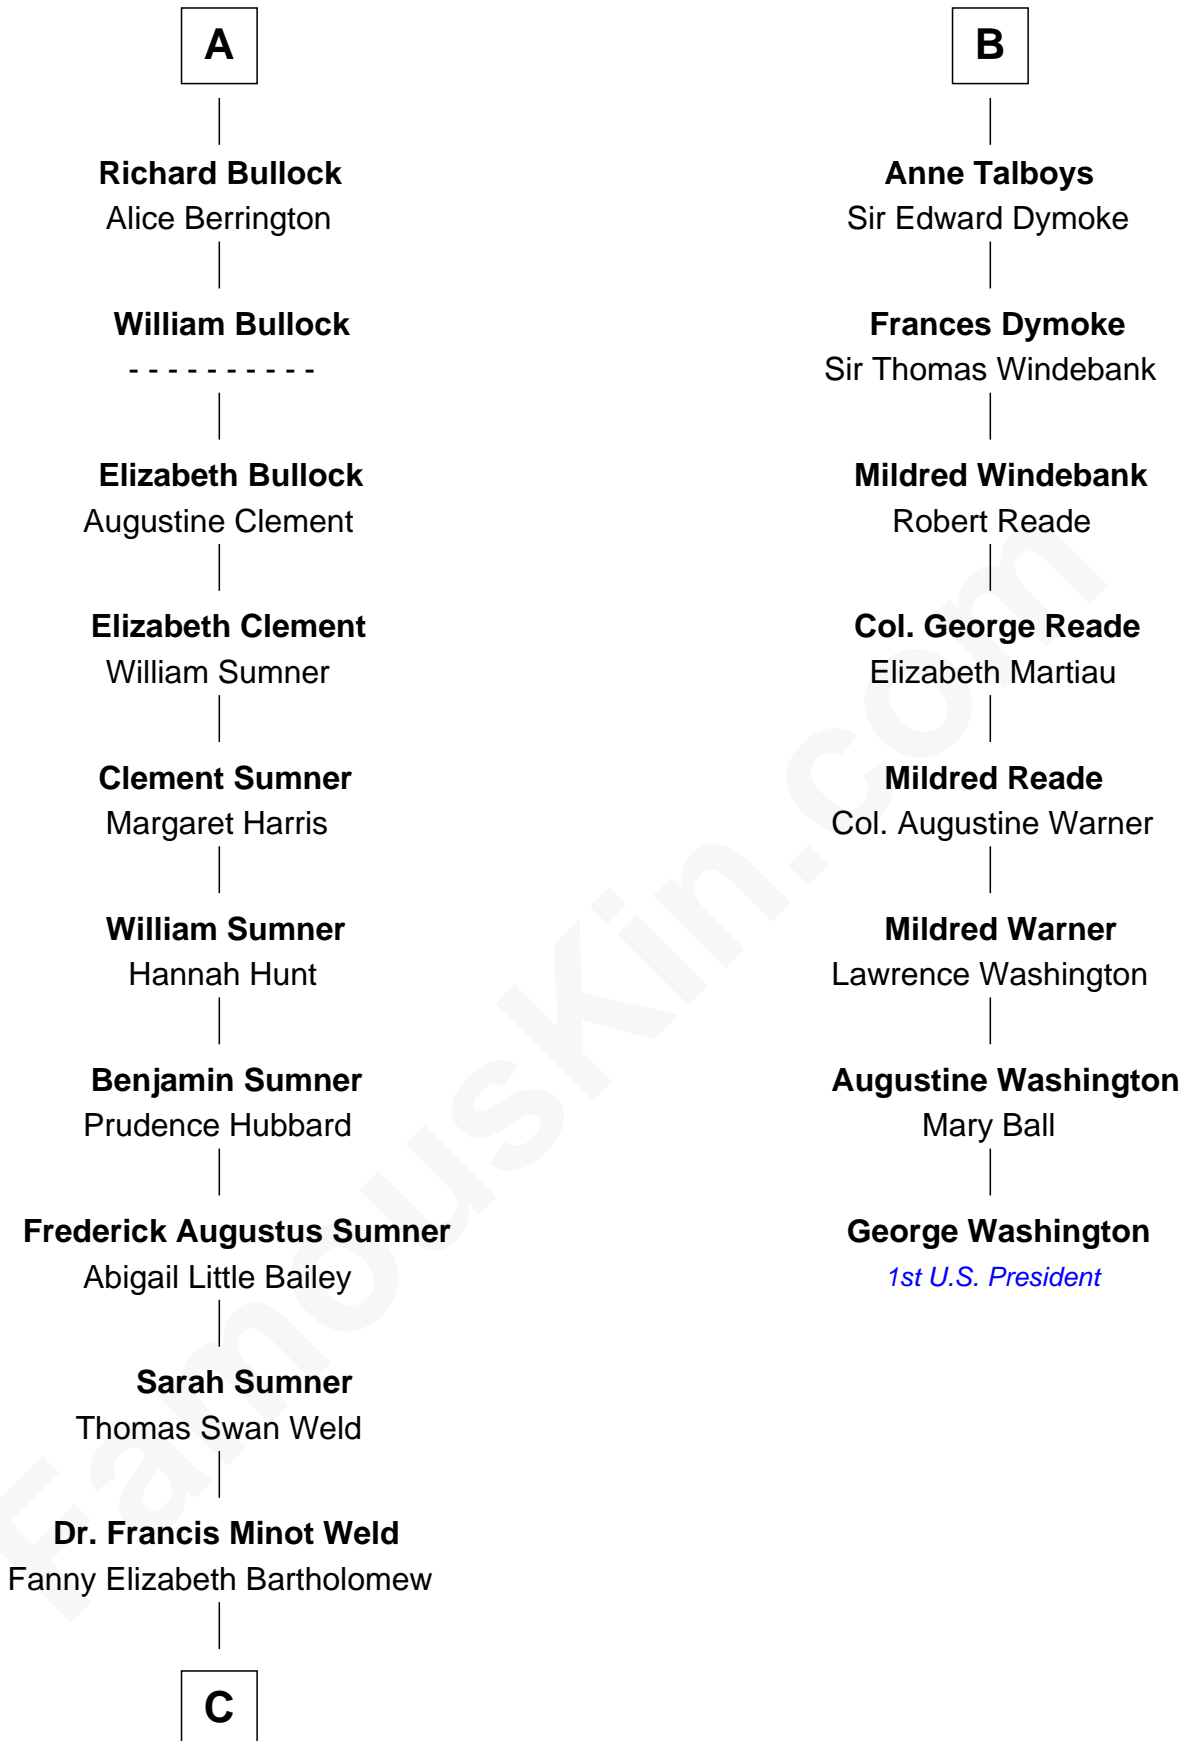 A
Richard Bullock
Alice Berrington
William Bullock
- - - - - - - - - -
Elizabeth Bullock
Augustine Clement
Elizabeth Clement
William Sumner
Clement Sumner
Margaret Harris
William Sumner
Hannah Hunt
Benjamin Sumner
Prudence Hubbard
Frederick Augustus Sumner
Abigail Little Bailey
Sarah Sumner
Thomas Swan Weld
Dr. Francis Minot Weld
Fanny Elizabeth Bartholomew
C
B
Anne Talboys
Sir Edward Dymoke
Frances Dymoke
Sir Thomas Windebank
Mildred Windebank
Robert Reade
Col. George Reade
Elizabeth Martiau
Mildred Reade
Col. Augustine Warner
Mildred Warner
Lawrence Washington
Augustine Washington
Mary Ball
George Washington
1st U.S. President
FamousKin.com